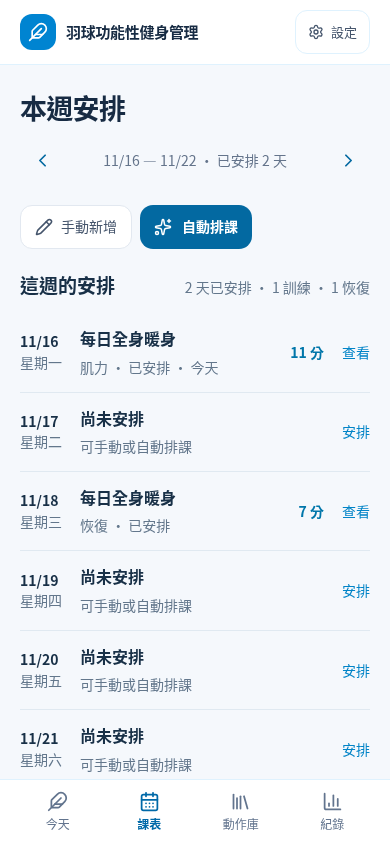 羽球功能性健身管理
設定
本週安排
11/16 — 11/22 • 已安排 2 天
手動新增
自動排課
這週的安排
2 天已安排 • 1 訓練 • 1 恢復
11/16
星期一
每日全身暖身
肌力 • 已安排 • 今天
11 分
查看
11/17
星期二
尚未安排
可手動或自動排課
安排
11/18
星期三
每日全身暖身
恢復 • 已安排
7 分
查看
11/19
星期四
尚未安排
可手動或自動排課
安排
11/20
星期五
尚未安排
可手動或自動排課
安排
11/21
星期六
尚未安排
可手動或自動排課
安排
今天
課表
動作庫
紀錄